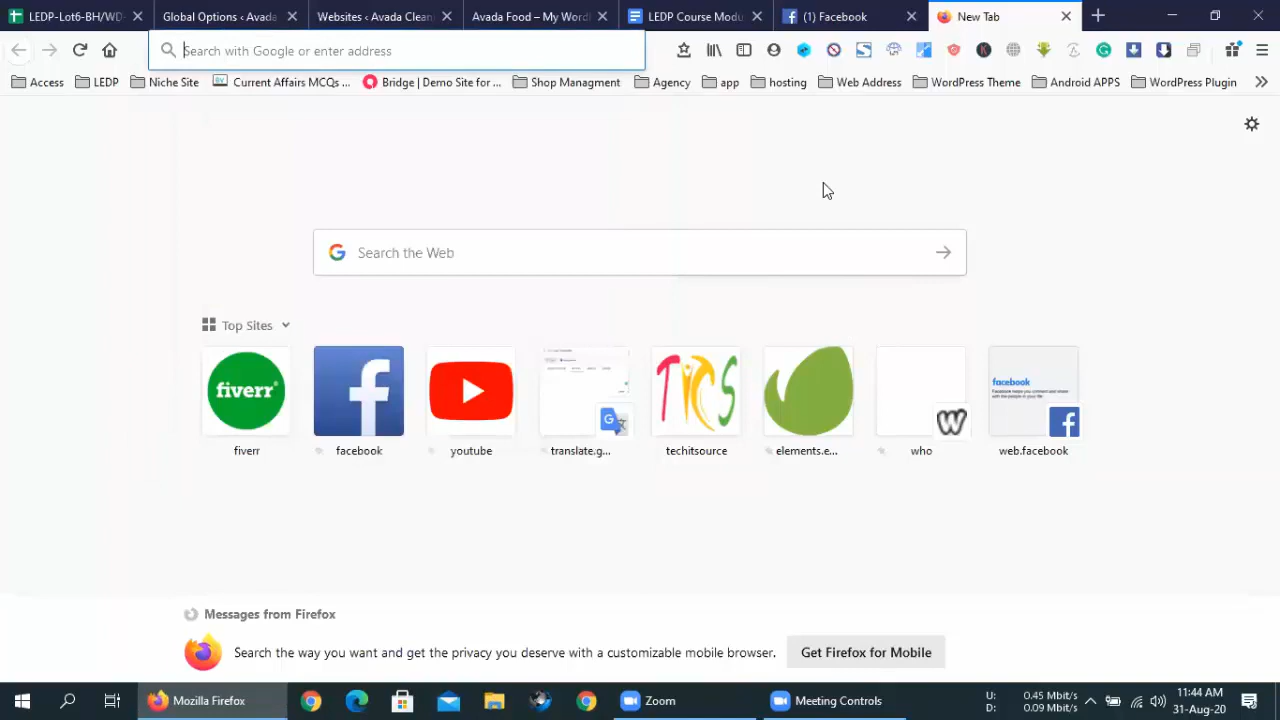 LEDP-Lot6-BH/WD-
Global Options ‹ Avada
Websites ‹ Avada Clean
Avada Food – My Word
LEDP Course Modu
(1) Facebook
New Tab
Search with Google or enter address
Access
LEDP
Niche Site
Current Affairs MCQs ...
Bridge | Demo Site for ...
Shop Managment
Agency
app
hosting
Web Address
WordPress Theme
Android APPS
WordPress Plugin
Search the Web
Top Sites
fiverr
TICS
facebook
fiverr
facebook
youtube
translate.g...
techitsource
elements.e...
who
web.facebook
Messages from Firefox
Search the way you want and get the privacy you deserve with a customizable mobile browser.
Get Firefox for Mobile
Mozilla Firefox
Zoom
Meeting Controls
U: 0.45 Mbit/s
D: 0.09 Mbit/s
11:44 AM
31-Aug-20